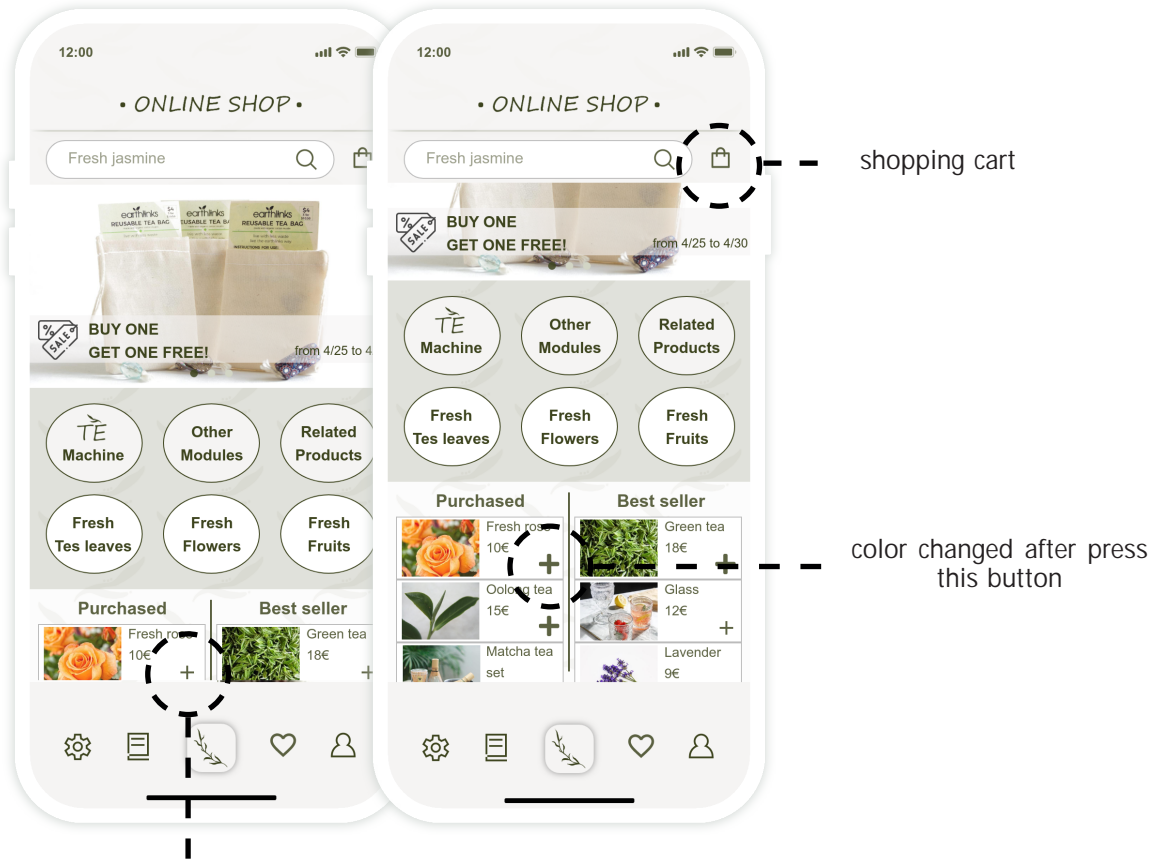 12:00
• ONLINE SHOP •
Fresh jasmine
earthlinks
REUSABLE TEA BAG
earthlinks
REUSABLE TEA BAG
earthlinks
REUSABLE TEA BAG
INSTRUCTIONS FOR USE:
% SALE
BUY ONE
GET ONE FREE!
from 4/25 to 4
TE
Machine
Other
Modules
Related
Products
Fresh
Tes leaves
Fresh
Flowers
Fresh
Fruits
Purchased
Best seller
Fresh rose
10€
+
Green tea
18€
+
12:00
• ONLINE SHOP •
Fresh jasmine
% SALE
BUY ONE
GET ONE FREE!
from 4/25 to 4/30
TE
Machine
Other
Modules
Related
Products
Fresh
Tes leaves
Fresh
Flowers
Fresh
Fruits
Purchased
Best seller
Fresh rose
10€
+
Green tea
18€
+
Oolong tea
15€
+
Glass
12€
+
Matcha tea
set
Lavender
9€
shopping cart
color changed after press
this button